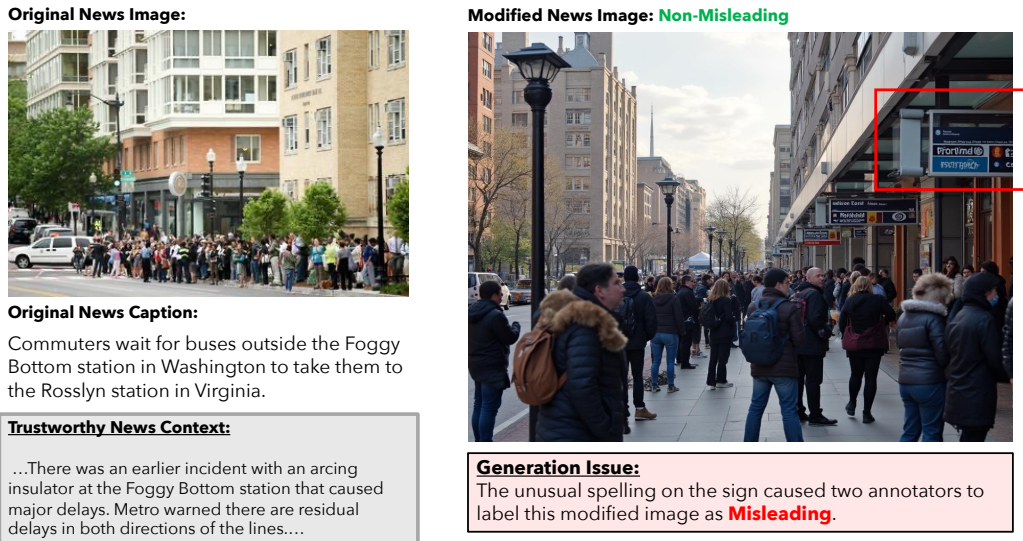 Original News Image:
Original News Caption:
Commuters wait for buses outside the Foggy
Bottom station in Washington to take them to
the Rosslyn station in Virginia.
Trustworthy News Context:
…There was an earlier incident with an arcing
insulator at the Foggy Bottom station that caused
major delays. Metro warned there are residual
delays in both directions of the lines.…
Modified News Image: Non-Misleading
Generation Issue:
The unusual spelling on the sign caused two annotators to
label this modified image as Misleading.